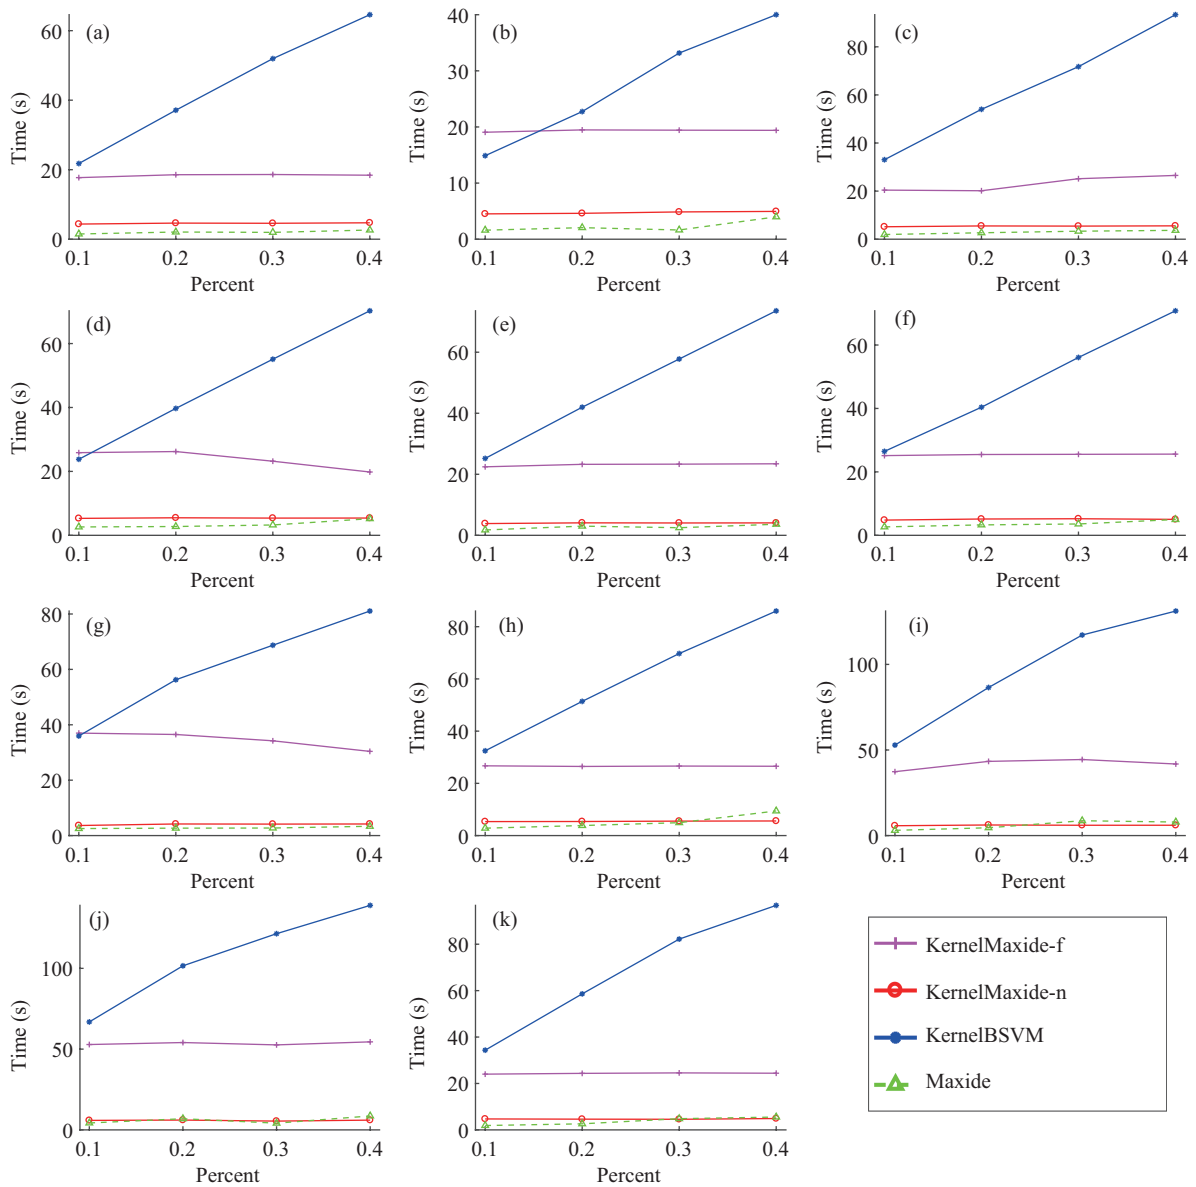 (a)
Time (s)
60
40
20
0
0.1 0.2 0.3 0.4
Percent
(b)
Time (s)
40
30
20
10
0
0.1 0.2 0.3 0.4
Percent
(c)
Time (s)
80
60
40
20
0
0.1 0.2 0.3 0.4
Percent
(d)
Time (s)
60
40
20
0
0.1 0.2 0.3 0.4
Percent
(e)
Time (s)
60
40
20
0
0.1 0.2 0.3 0.4
Percent
(f)
Time (s)
60
40
20
0
0.1 0.2 0.3 0.4
Percent
(g)
Time (s)
80
60
40
20
0
0.1 0.2 0.3 0.4
Percent
(h)
Time (s)
80
60
40
20
0
0.1 0.2 0.3 0.4
Percent
(i)
Time (s)
100
50
0
0.1 0.2 0.3 0.4
Percent
(j)
Time (s)
100
50
0
0.1 0.2 0.3 0.4
Percent
(k)
Time (s)
80
60
40
20
0
0.1 0.2 0.3 0.4
Percent
KernelMaxide-f
KernelMaxide-n
KernelBSVM
Maxide